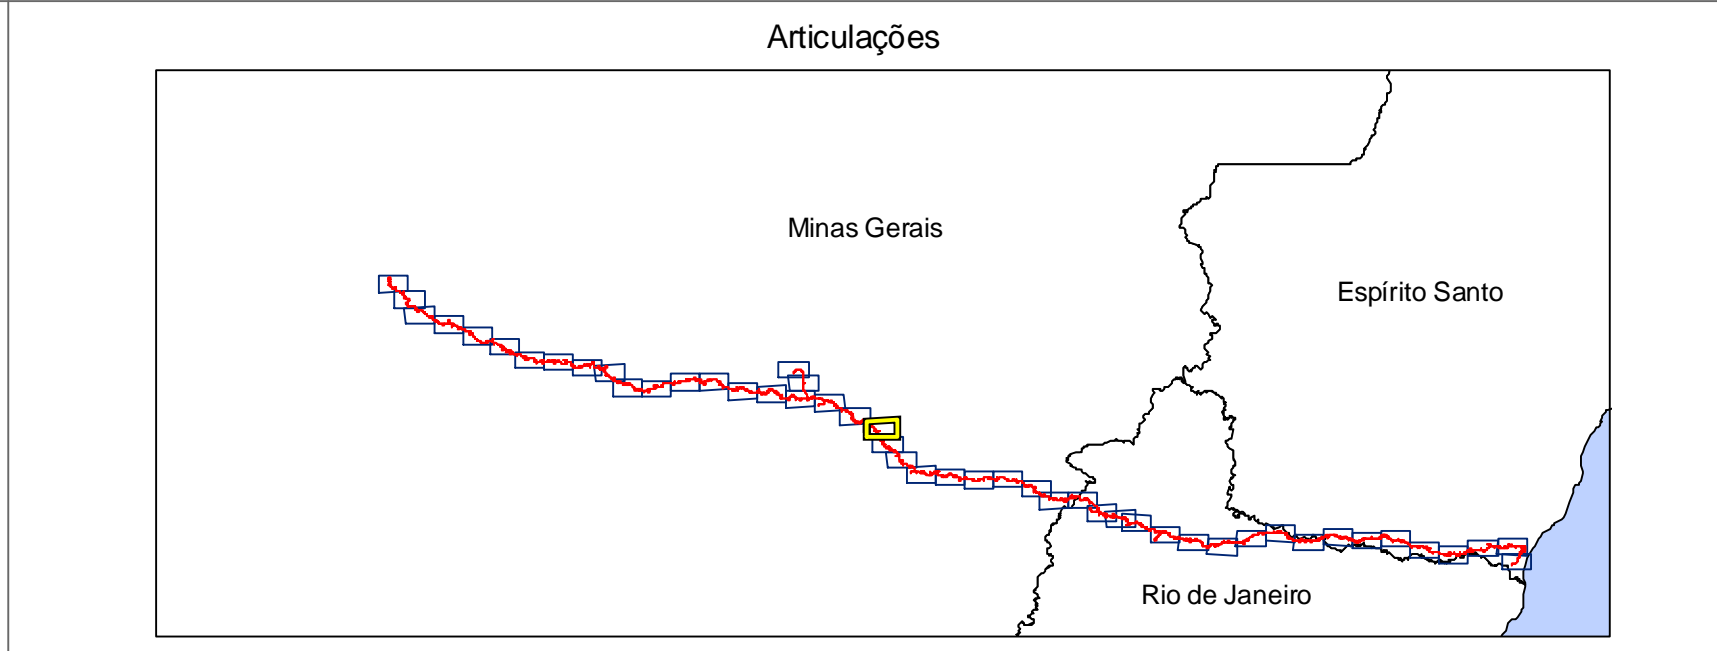 Articulações
Minas Gerais
Espírito Santo
Rio de Janeiro